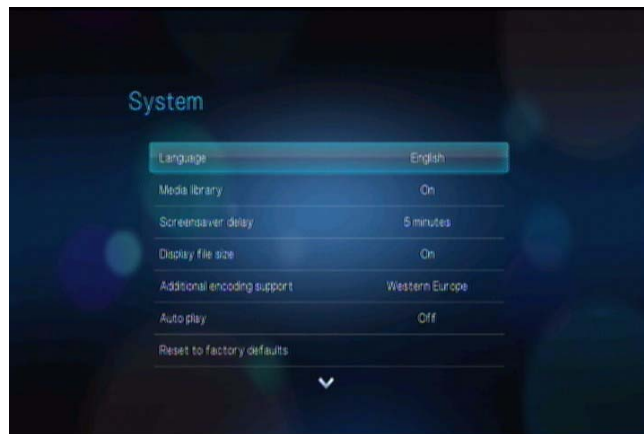 System
Language English
Media library On
Screensaver delay 5 minutes
Display file size On
Additional encoding support Western Europe
Auto play Off
Reset to factory defaults